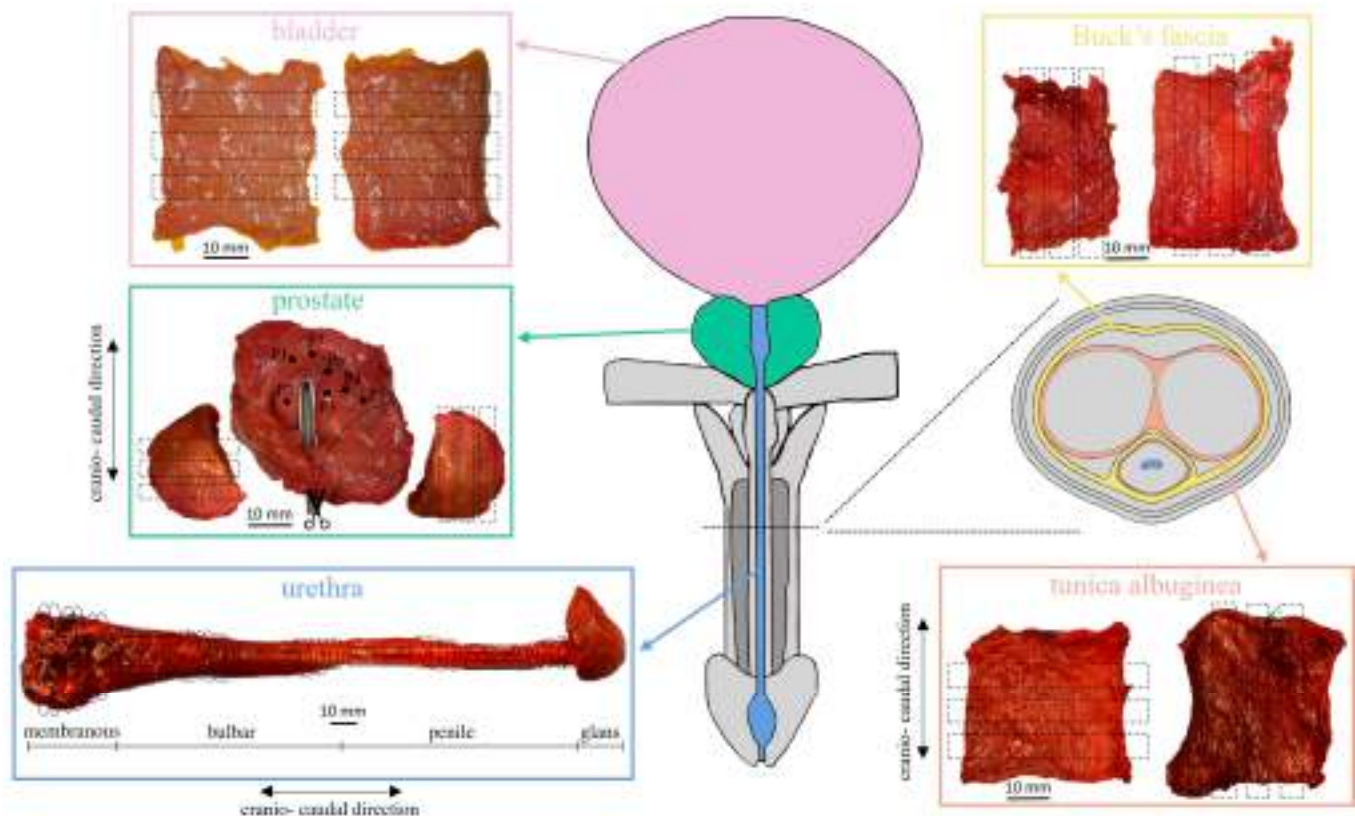 bladder
10 mm
Buck's fascia
10 mm
prostate
cranio- caudal direction
10 mm
urethra
10 mm
membranous
bulbar
penile
glans
cranio- caudal direction
tunica albuginea
cranio- caudal direction
10 mm